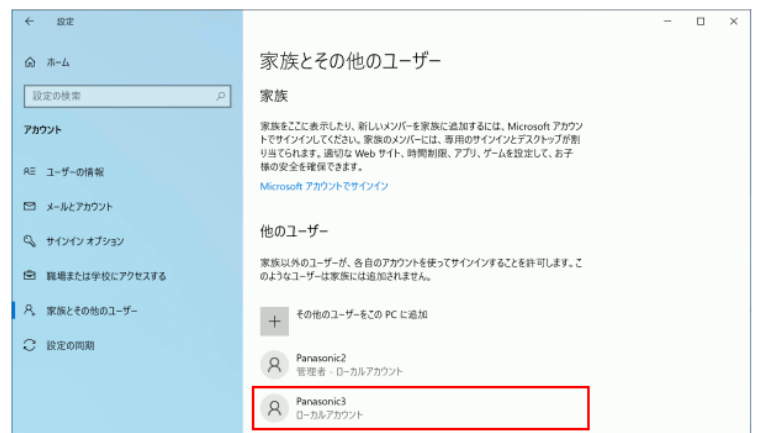 設定
ホーム
設定の検索
アカウント
ユーザーの情報
メールとアカウント
サインイン オプション
職場または学校にアクセスする
家族とその他のユーザー
設定の同期
家族とその他のユーザー
家族
家族をここに表示したり、新しいメンバーを家族に追加するには、Microsoft アカウン
トでサインインしてください。家族のメンバーには、専用のサインインとデスクトップが割
り当てられます。適切な Web サイト、時間制限、アプリ、ゲームを設定して、お子
様の安全を確保できます。
Microsoft アカウントでサインイン
他のユーザー
家族以外のユーザーが、各自のアカウントを使ってサインインすることを許可します。こ
のようなユーザーは家族には追加されません。
その他のユーザーをこの PC に追加
Panasonic2
管理者 - ローカルアカウント
Panasonic3
ローカルアカウント